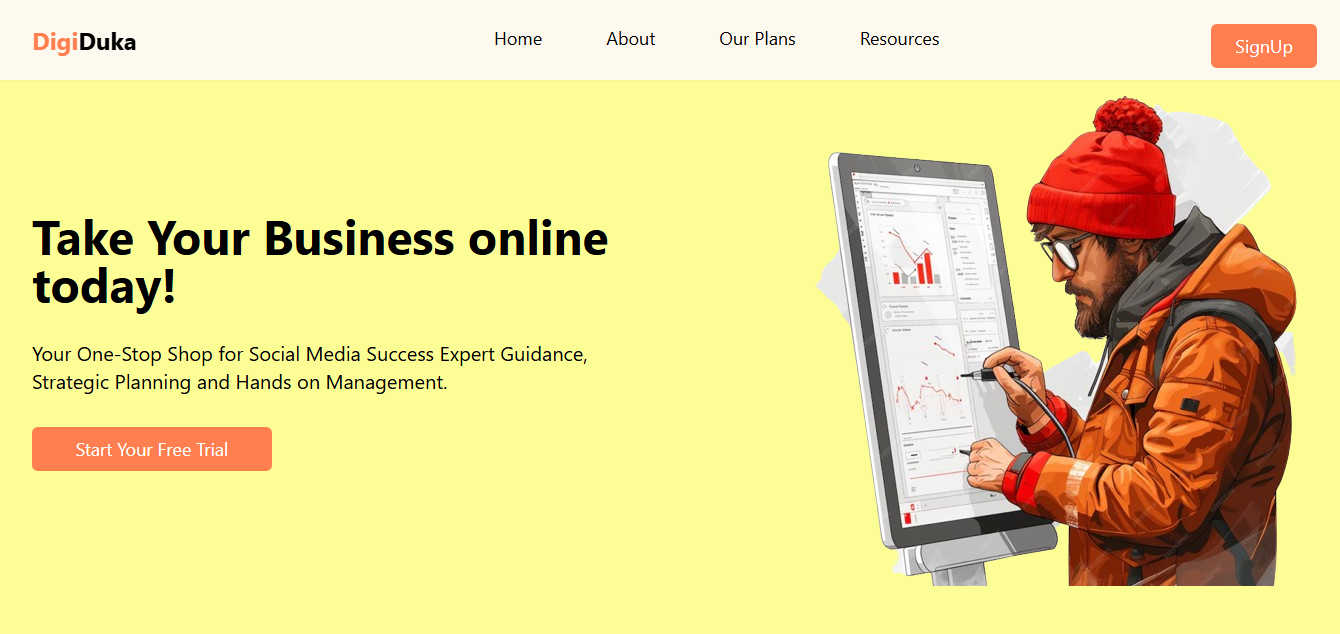 DigiDuka
Home
About
Our Plans
Resources
SignUp
Take Your Business online
today!
Your One-Stop Shop for Social Media Success Expert Guidance,
Strategic Planning and Hands on Management.
Start Your Free Trial